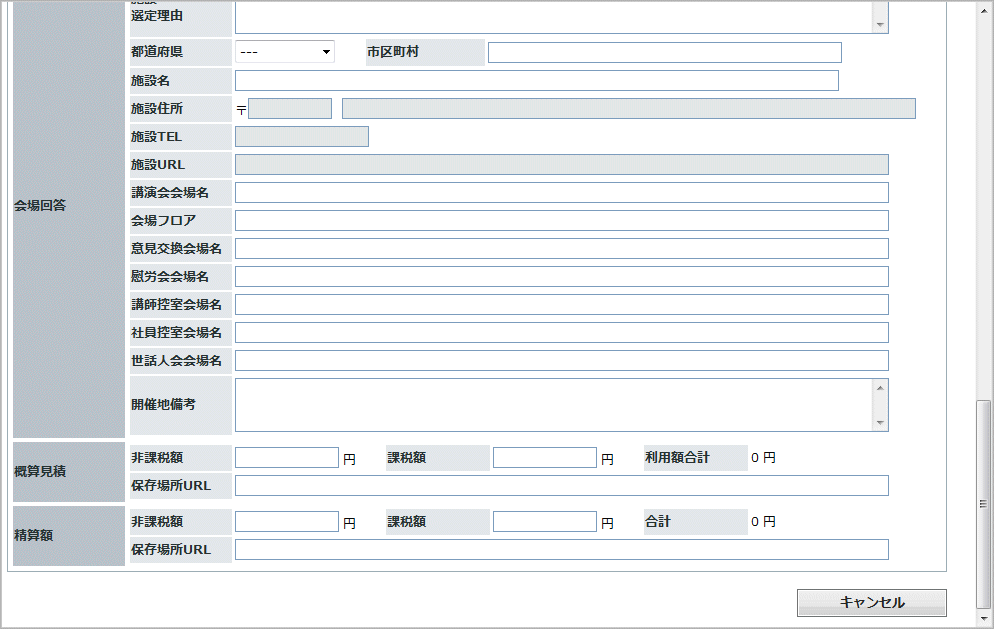 選定理由
都道府県 --- 市区町村
施設名
施設住所 〒
施設TEL
施設URL
会場回答
講演会会場名
会場フロア
意見交換会場名
慰労会会場名
講師控室会場名
社員控室会場名
世話人会会場名
開催地備考
概算見積
非課税額 円 課税額 円 利用額合計 0 円
保存場所URL
精算額
非課税額 円 課税額 円 合計 0 円
保存場所URL
キャンセル